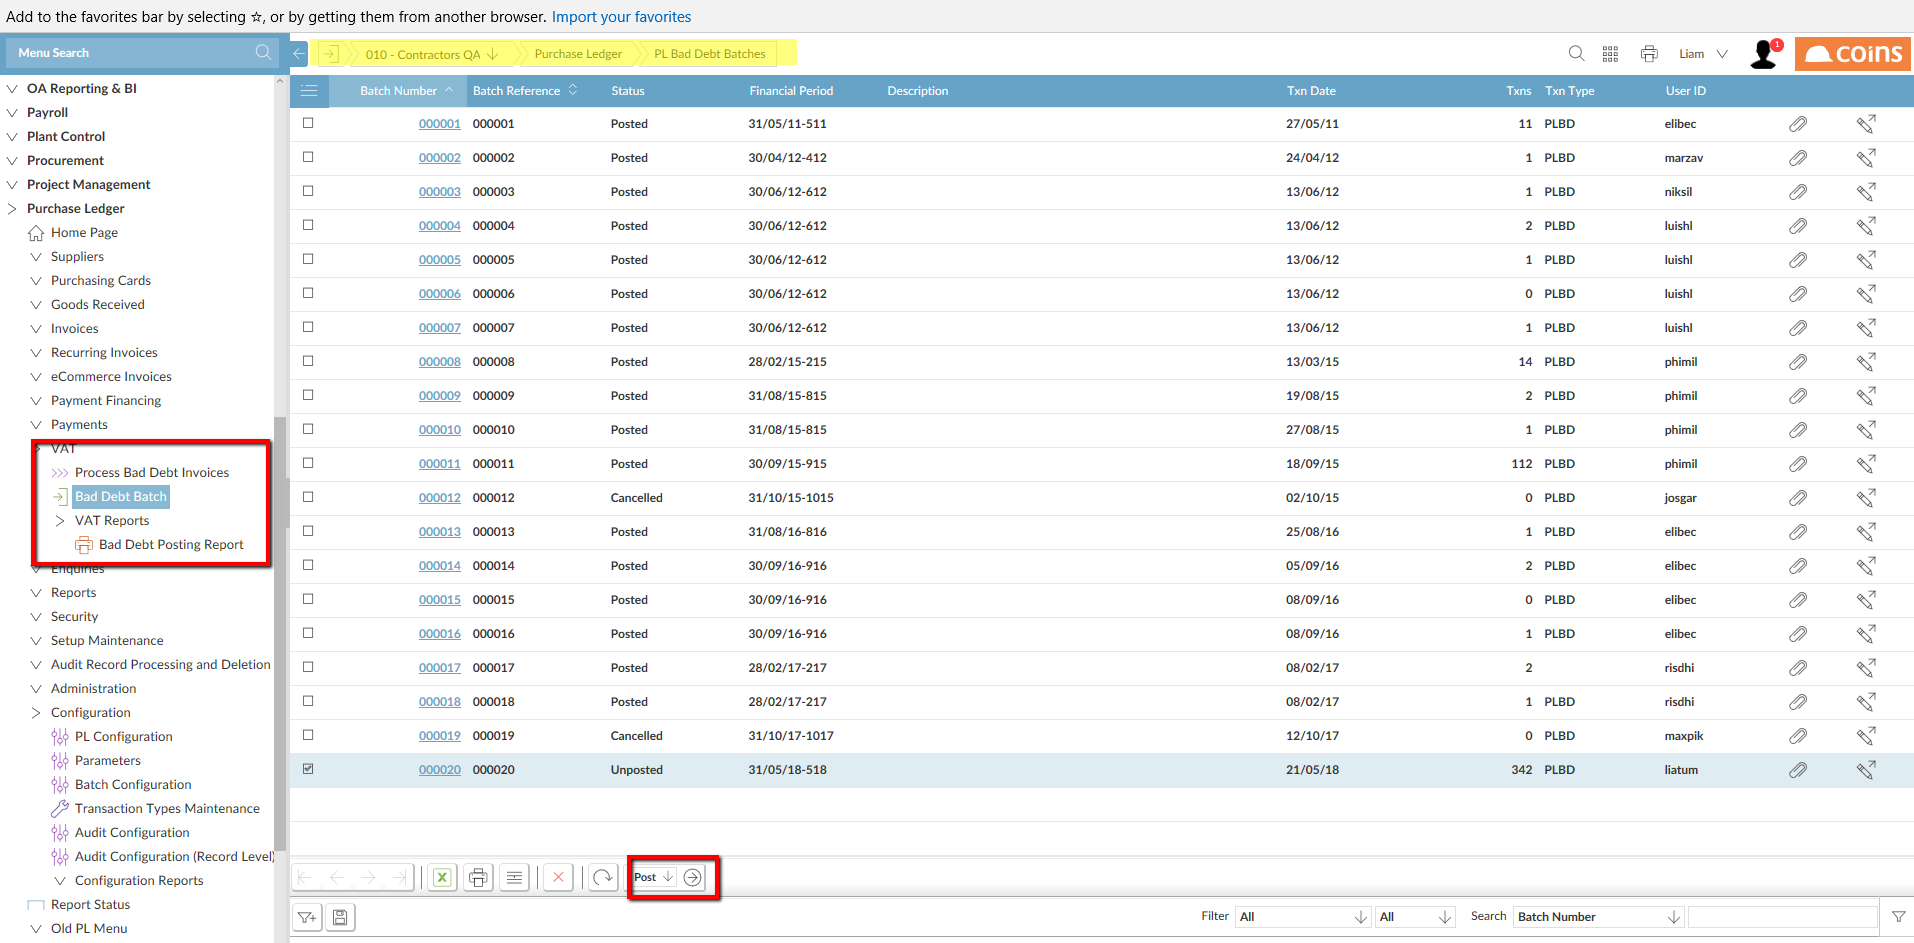 Add to the favorites bar by selecting ☆, or by getting them from another browser. Import your favorites
Menu Search
010 - Contractors QA Purchase Ledger PL Bad Debt Batches
Liam 1 coins
OA Reporting & BI
Payroll
Plant Control
Procurement
Project Management
Purchase Ledger
Home Page
Suppliers
Purchasing Cards
Goods Received
Invoices
Recurring Invoices
eCommerce Invoices
Payment Financing
Payments
VAT
Process Bad Debt Invoices
Bad Debt Batch
VAT Reports
Bad Debt Posting Report
Enquiries
Reports
Security
Setup Maintenance
Audit Record Processing and Deletion
Administration
Configuration
PL Configuration
Parameters
Batch Configuration
Transaction Types Maintenance
Audit Configuration
Audit Configuration (Record Level)
Configuration Reports
Report Status
Old PL Menu
Batch Number Batch Reference Status Financial Period Description Txn Date Txns Txn Type User ID
000001 000001 Posted 31/05/11-511 27/05/11 11 PLBD elibec
000002 000002 Posted 30/04/12-412 24/04/12 1 PLBD marzav
000003 000003 Posted 30/06/12-612 13/06/12 1 PLBD niksil
000004 000004 Posted 30/06/12-612 13/06/12 2 PLBD luishl
000005 000005 Posted 30/06/12-612 13/06/12 1 PLBD luishl
000006 000006 Posted 30/06/12-612 13/06/12 0 PLBD luishl
000007 000007 Posted 30/06/12-612 13/06/12 1 PLBD luishl
000008 000008 Posted 28/02/15-215 13/03/15 14 PLBD phimil
000009 000009 Posted 31/08/15-815 19/08/15 2 PLBD phimil
000010 000010 Posted 31/08/15-815 27/08/15 1 PLBD phimil
000011 000011 Posted 30/09/15-915 18/09/15 112 PLBD phimil
000012 000012 Cancelled 31/10/15-1015 02/10/15 0 PLBD josgar
000013 000013 Posted 31/08/16-816 25/08/16 1 PLBD elibec
000014 000014 Posted 30/09/16-916 05/09/16 2 PLBD elibec
000015 000015 Posted 30/09/16-916 08/09/16 0 PLBD elibec
000016 000016 Posted 30/09/16-916 08/09/16 1 PLBD elibec
000017 000017 Posted 28/02/17-217 08/02/17 2 risdhi
000018 000018 Posted 28/02/17-217 08/02/17 1 PLBD risdhi
000019 000019 Cancelled 31/10/17-1017 12/10/17 0 PLBD maxpik
000020 000020 Unposted 31/05/18-518 21/05/18 342 PLBD liatum
Post
Filter All All Search Batch Number